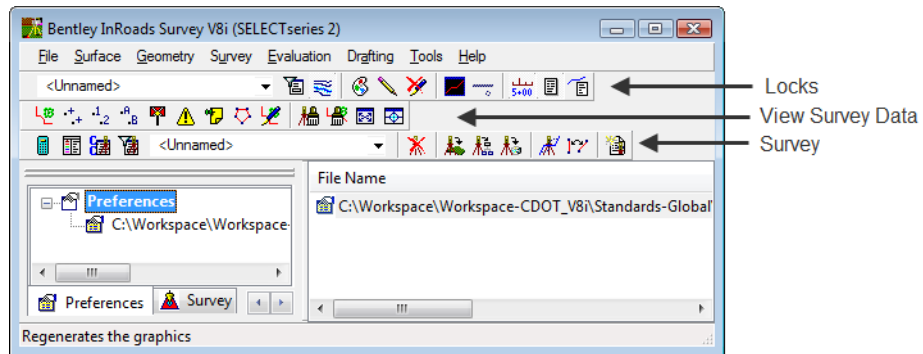 Bentley InRoads Survey V8i (SELECTseries 2)
File Surface Geometry Survey Evaluation Drafting Tools Help
<Unnamed>
5+00
Locks
View Survey Data
<Unnamed>
Survey
File Name
Preferences
C:\Workspace\Workspace-
C:\Workspace\Workspace-CDOT_V8i\Standards-Global
Preferences
Survey
Regenerates the graphics